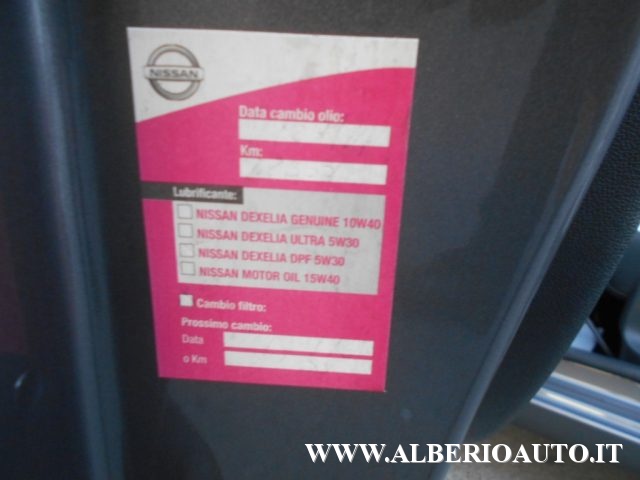 NISSAN
Data cambio olio:
Km:
Lubrificante:
NISSAN DEXELIA GENUINE 10W40
NISSAN DEXELIA ULTRA 5W30
NISSAN DEXELIA DPF 5W30
NISSAN MOTOR OIL 15W40
Cambio filtro:
Prossimo cambio:
Data
o Km
WWW.ALBERIOAUTO.IT